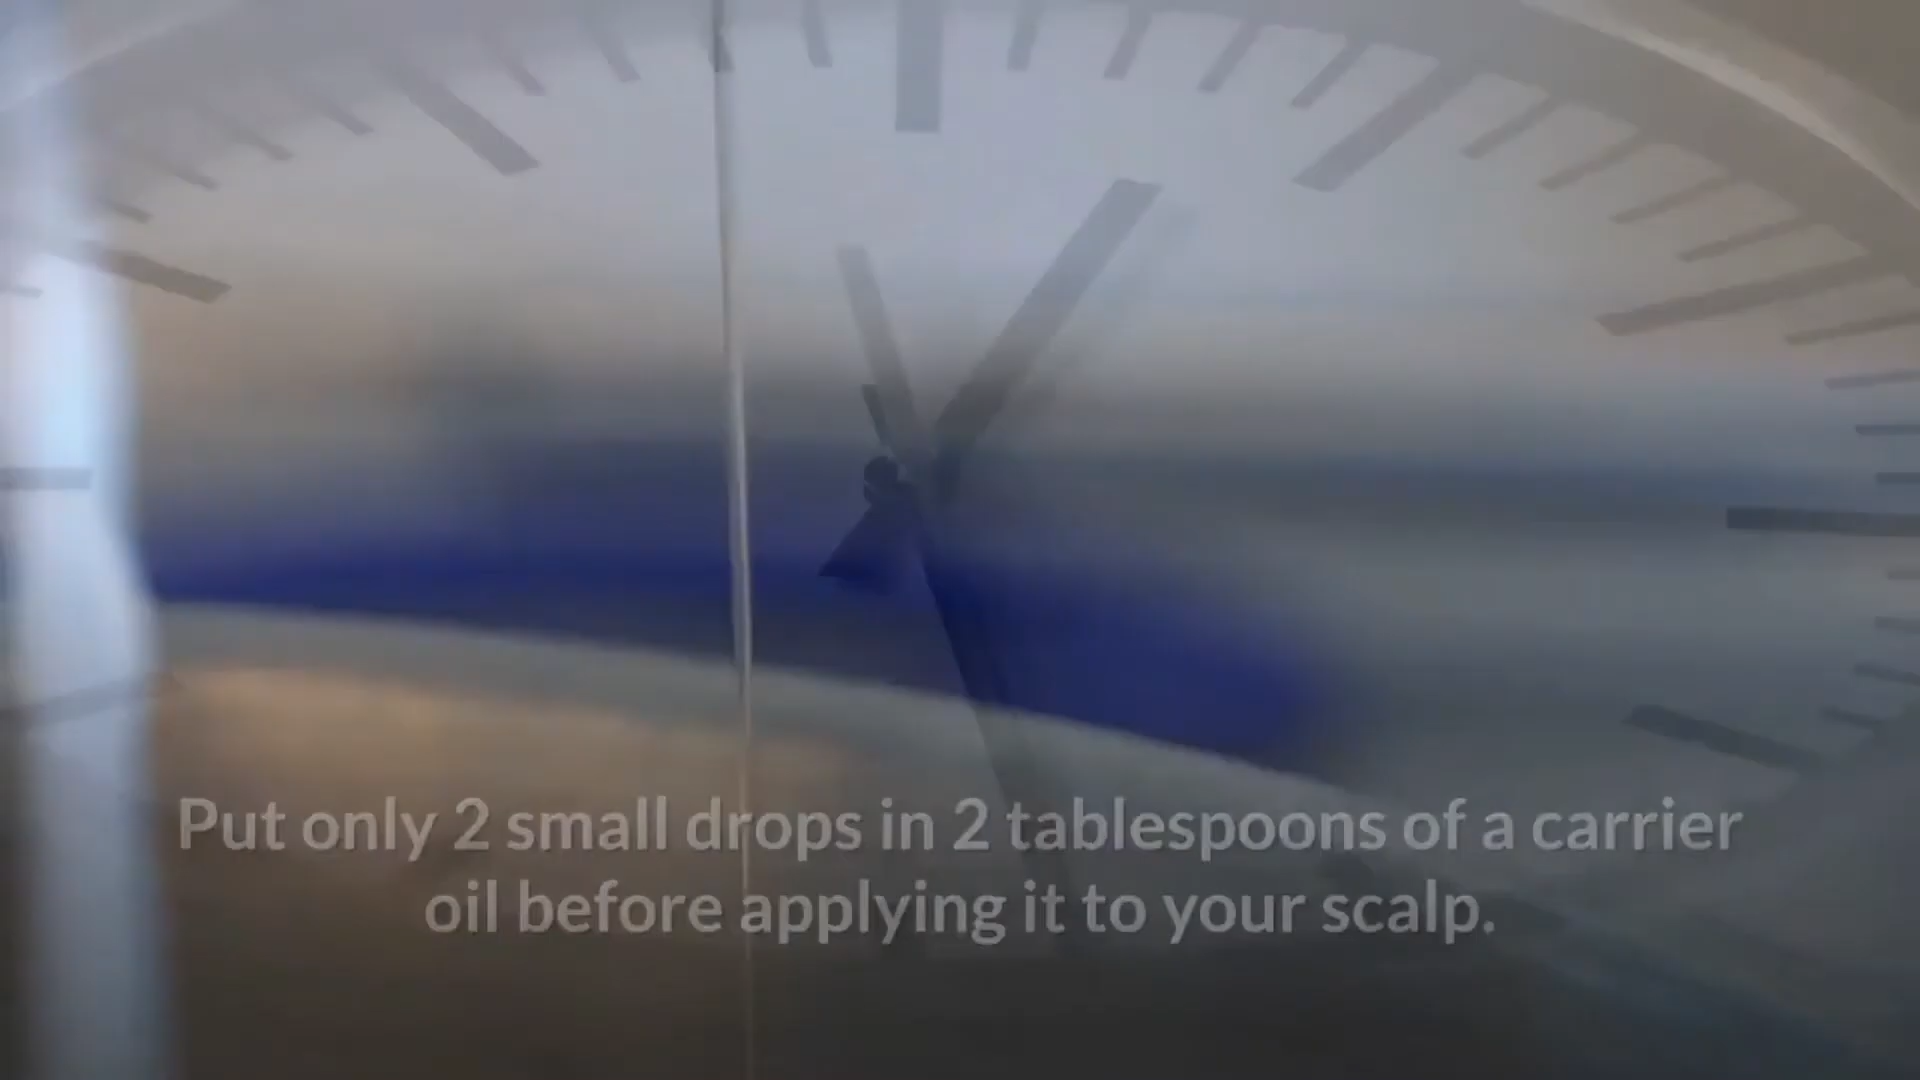 Put only 2 small drops in 2 tablespoons of a carrier
oil before applying it to your scalp.